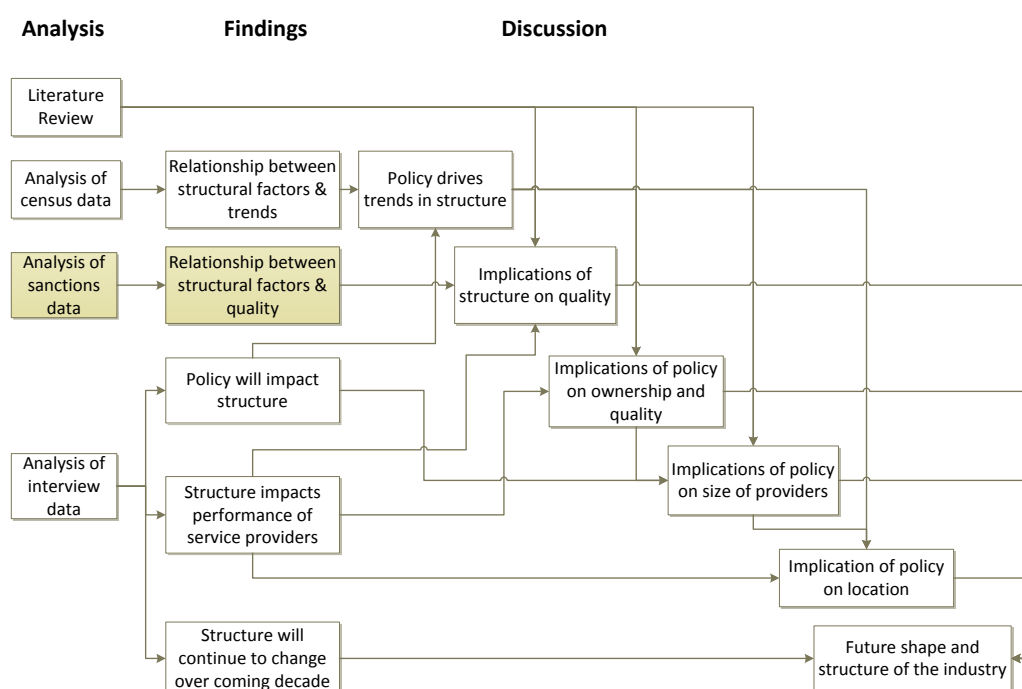 Analysis
Findings
Discussion
Literature
Review
Analysis of
census data
Relationship between
structural factors &
trends
Policy drives
trends in structure
Analysis of
sanctions
data
Relationship between
structural factors &
quality
Implications of
structure on quality
Policy will impact
structure
Implications of policy
on ownership and
quality
Analysis of
interview
data
Structure impacts
performance of
service providers
Implications of policy
on size of providers
Implication of policy
on location
Structure will
continue to change
over coming decade
Future shape and
structure of the industry